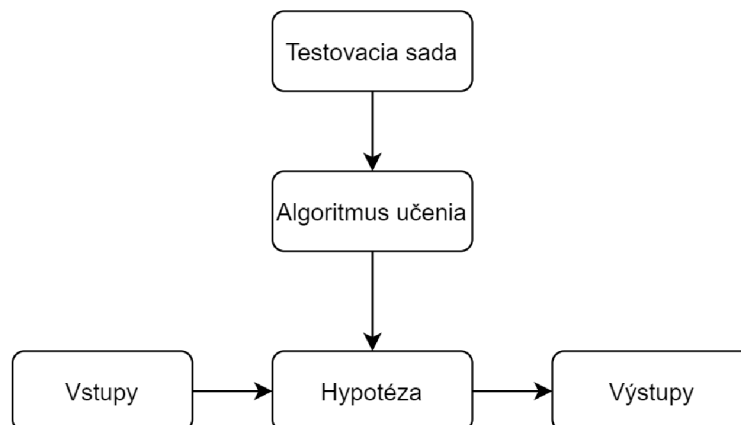 Testovacia sada
Algoritmus učenia
Vstupy
Hypotéza
Výstupy